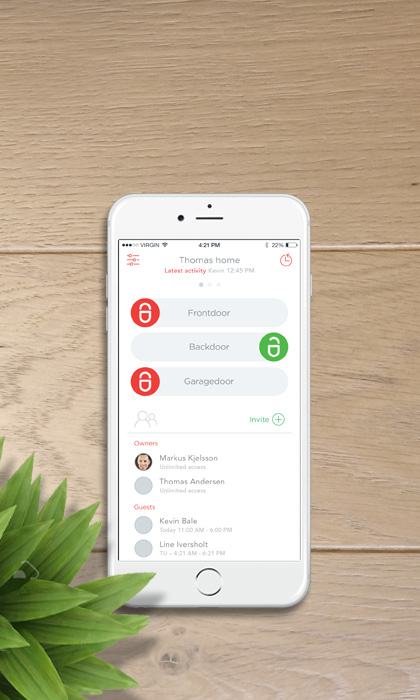 VIRGIN 4:21 PM 22%
Thomas home
Latest activity Kevin 12:45 PM
Frontdoor
Backdoor
Garagedoor
Invite
Owners
Markus Kjelsson
Unlimited access
Thomas Andersen
Unlimited access
Guests
Kevin Bale
Today 11:00 AM - 6:00 PM
Line Iversholt
TU – 4:21 AM - 6:21 PM